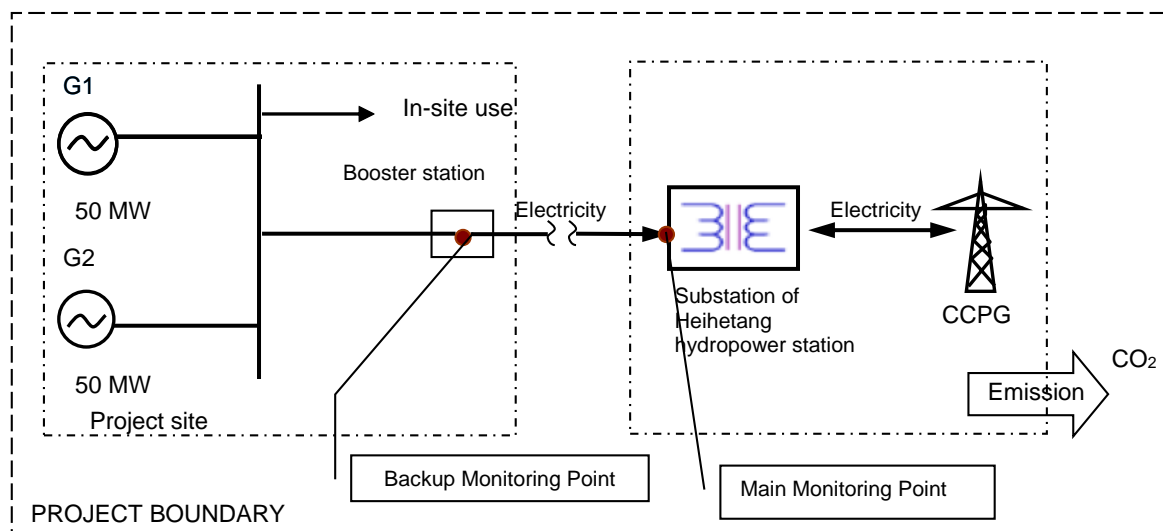 G1
In-site use
50 MW
Booster station
G2
50 MW
Project site
Electricity
Electricity
Substation of
Heihetang
hydropower station
CCPG
CO₂
Emission
Backup Monitoring Point
Main Monitoring Point
PROJECT BOUNDARY